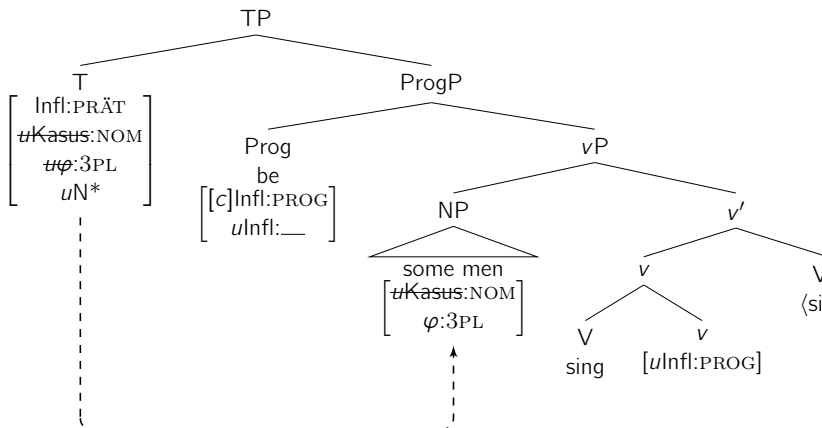 TP
T
ProgP
Infl:PRÄT
uKasus:NOM
uφ:3PL
uN*
Prog
be
[c]Infl:PROG
uInfl:__
vP
NP
some men
uKasus:NOM
φ:3PL
v′
v
V
⟨si
V
sing
v
[uInfl:PROG]